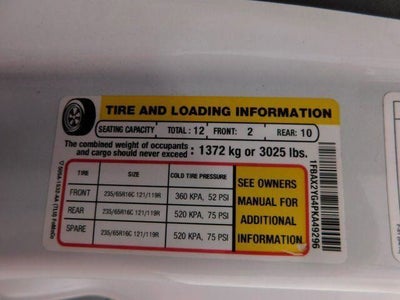 TIRE AND LOADING INFORMATION
SEATING CAPACITY TOTAL: 12 FRONT: 2 REAR: 10
The combined weight of occupants and cargo should never exceed : 1372 kg or 3025 lbs.
TIRE SIZE COLD TIRE PRESSURE
FRONT 235/65R16C 121/119R 360 KPA, 52 PSI
REAR 235/65R16C 121/119R 520 KPA, 75 PSI
SPARE 235/65R16C 121/119R 520 KPA, 75 PSI
SEE OWNERS
MANUAL FOR
ADDITIONAL
INFORMATION
1FBAX2YG4PKA49296